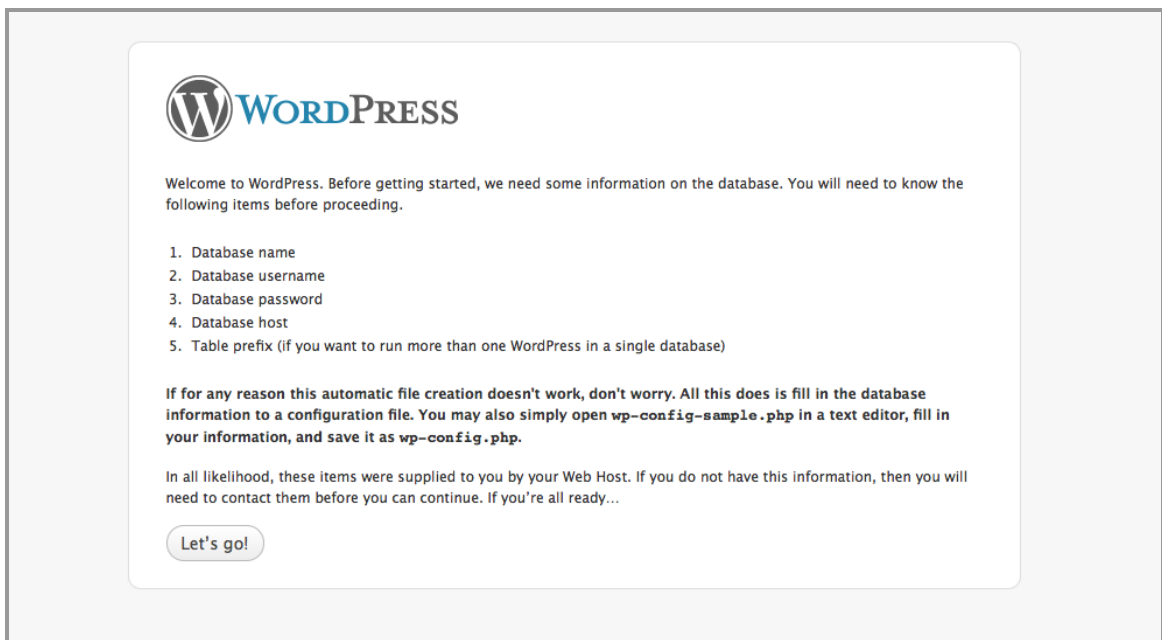 WORDPRESS
Welcome to WordPress. Before getting started, we need some information on the database. You will need to know the
following items before proceeding.
1. Database name
2. Database username
3. Database password
4. Database host
5. Table prefix (if you want to run more than one WordPress in a single database)
If for any reason this automatic file creation doesn't work, don't worry. All this does is fill in the database
information to a configuration file. You may also simply open wp-config-sample.php in a text editor, fill in
your information, and save it as wp-config.php.
In all likelihood, these items were supplied to you by your Web Host. If you do not have this information, then you will
need to contact them before you can continue. If you’re all ready…
Let’s go!